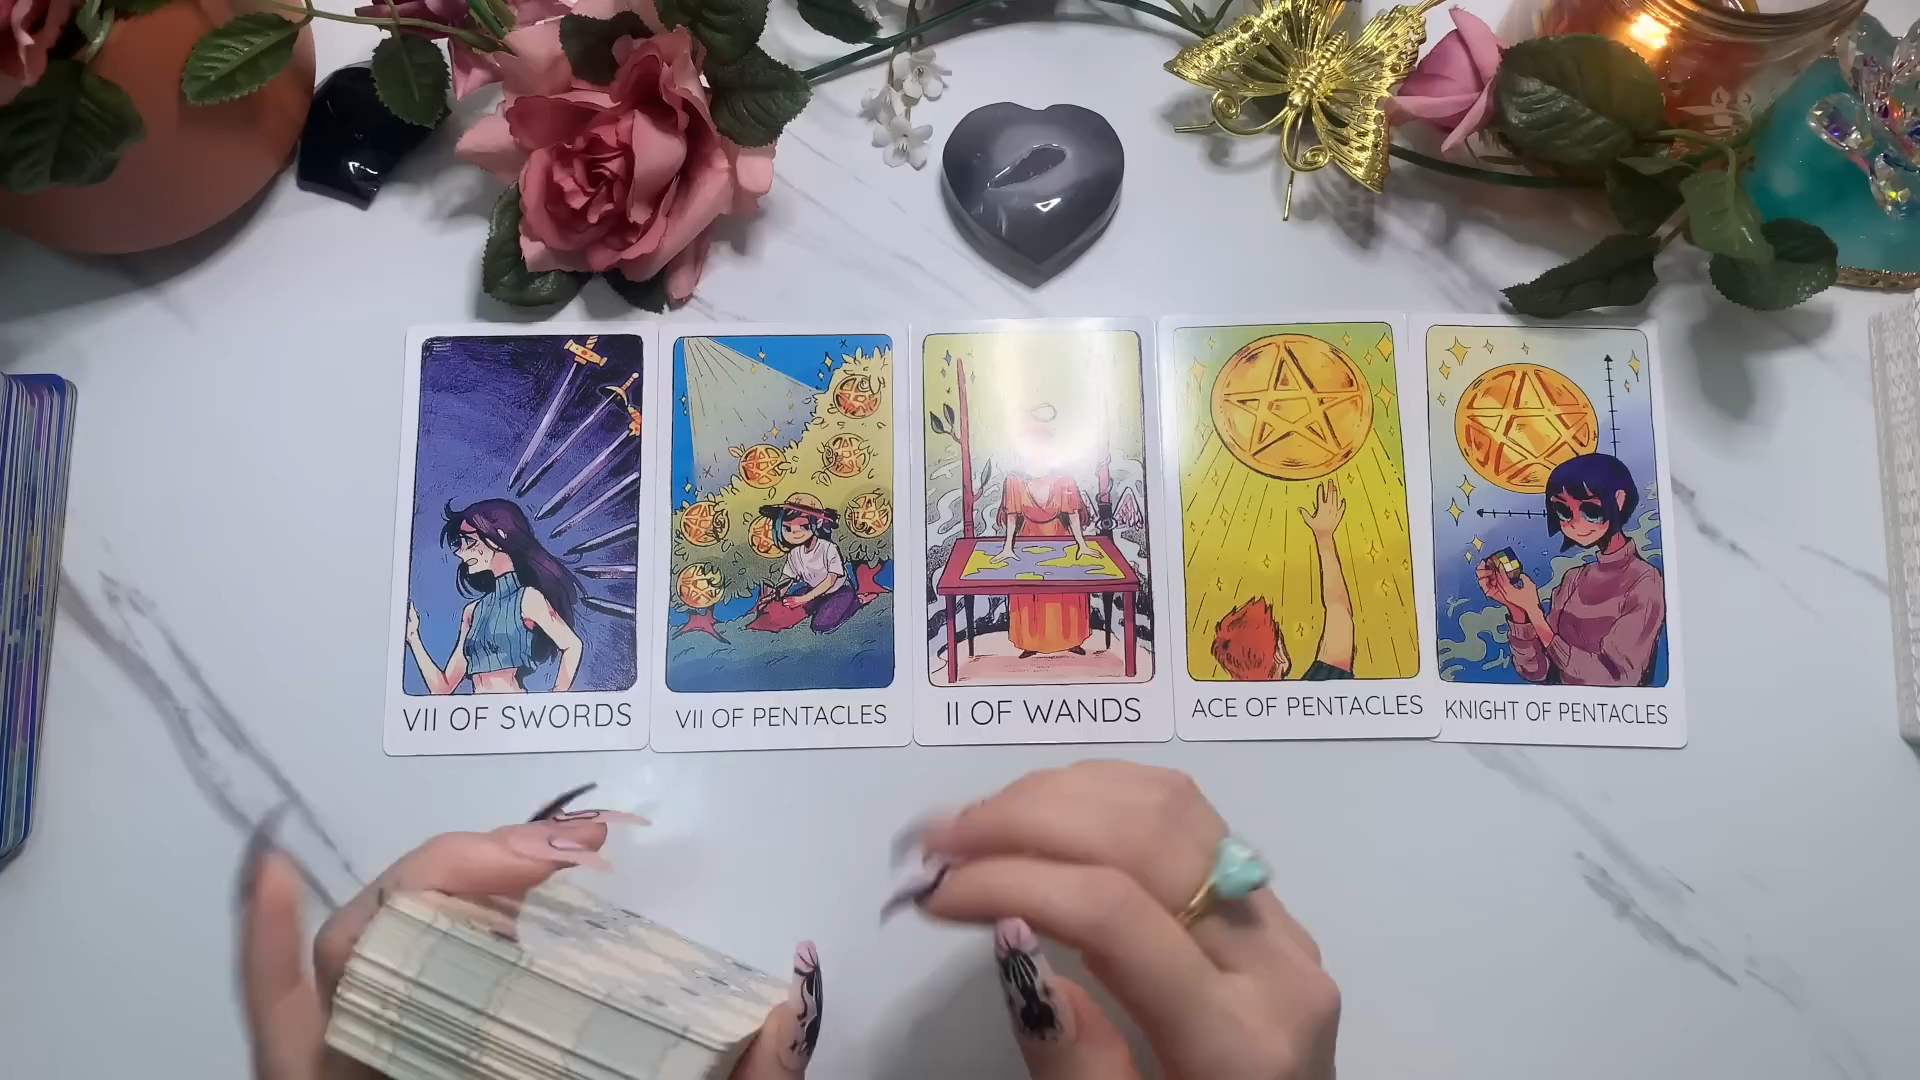 VII OF SWORDS
VII OF PENTACLES
II OF WANDS
ACE OF PENTACLES
KNIGHT OF PENTACLES